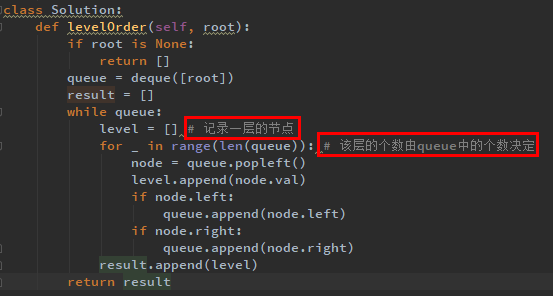 class Solution:
    def levelOrder(self, root):
        if root is None:
            return []
        queue = deque([root])
        result = []
        while queue:
            level = [] # 记录一层的节点
            for _ in range(len(queue)): # 该层的个数由queue中的个数决定
                node = queue.popleft()
                level.append(node.val)
                if node.left:
                    queue.append(node.left)
                if node.right:
                    queue.append(node.right)
            result.append(level)
        return result